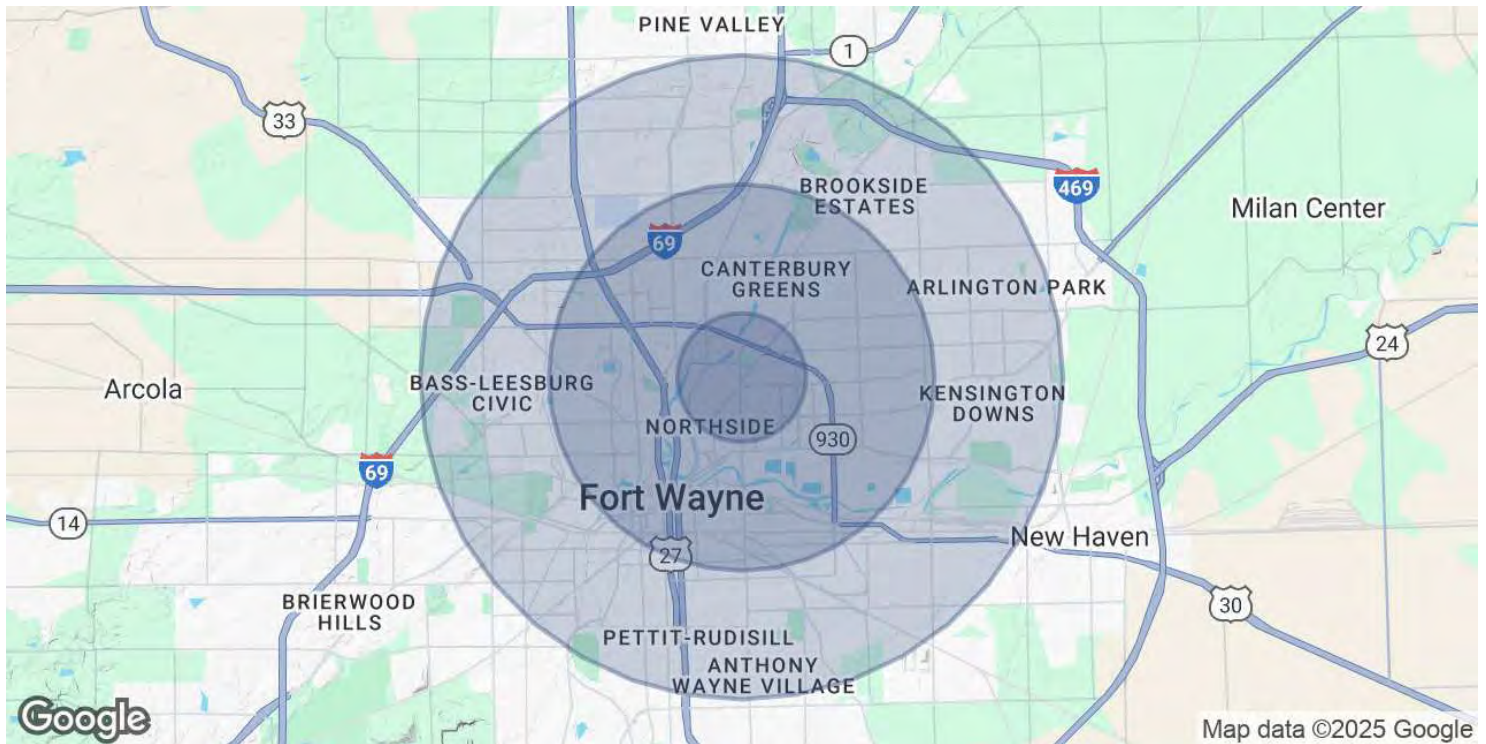 PINE VALLEY
1
33
BROOKSIDE
ESTATES
469
Milan Center
69
CANTERBURY
GREENS
ARLINGTON PARK
24
Arcola
BASS-LEESBURG
CIVIC
KENSINGTON
DOWNS
NORTHSIDE
930
69
Fort Wayne
14
New Haven
27
30
BRIERWOOD
HILLS
PETTIT-RUDISILL
ANTHONY
WAYNE VILLAGE
Google
Map data ©2025 Google